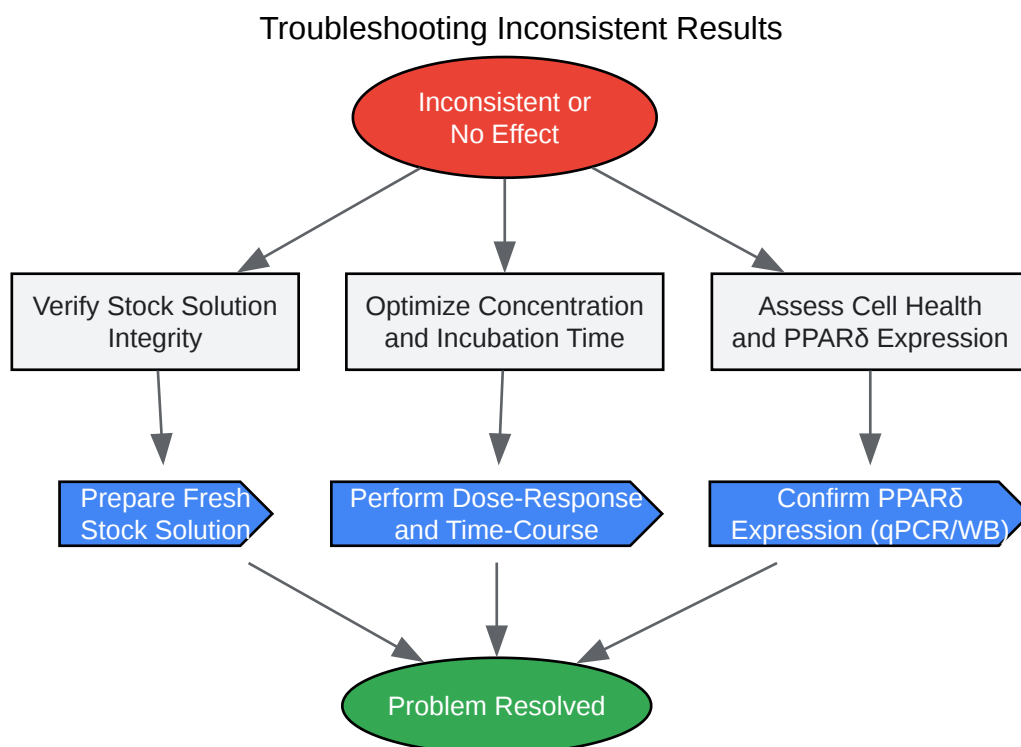 Troubleshooting Inconsistent Results
Inconsistent or
No Effect
Verify Stock Solution
Integrity
Optimize Concentration
and Incubation Time
Assess Cell Health
and PPARδ Expression
Prepare Fresh
Stock Solution
Perform Dose-Response
and Time-Course
Confirm PPARδ
Expression (qPCR/WB)
Problem Resolved